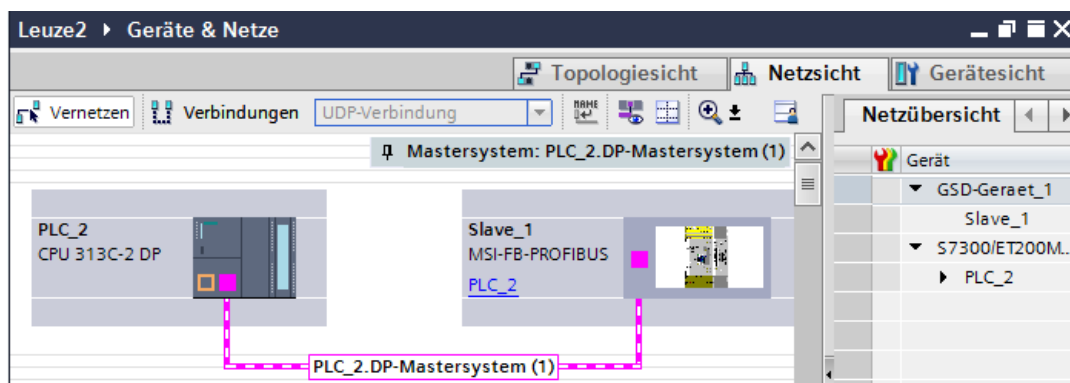 Leuze2 ▸ Geräte & Netze
Topologiesicht Netzsicht Gerätesicht
Vernetzen Verbindungen UDP-Verbindung NAME ± Netzübersicht
Mastersystem: PLC_2.DP-Mastersystem (1)
Gerät
GSD-Geraet_1
Slave_1
S7300/ET200M...
PLC_2
PLC_2
CPU 313C-2 DP
Slave_1
MSI-FB-PROFIBUS
PLC_2
PLC_2.DP-Mastersystem (1)